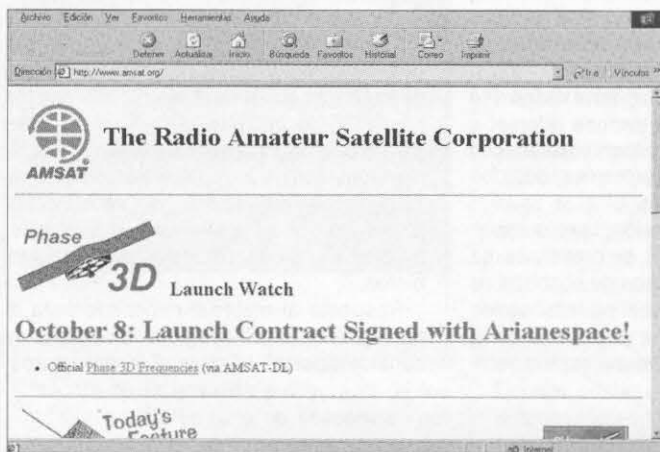 Archivo Edición Ver Favoritos Herramientas Ayuda
Detener Actualizar Inicio Búsqueda Favoritos Historial Correo Imprimir
Dirección http://www.amsat.org/ Ir a Vínculos »
The Radio Amateur Satellite Corporation
AMSAT®
Phase
3D
Launch Watch
October 8: Launch Contract Signed with Arianespace!
• Official Phase 3D Frequencies (via AMSAT-DL)
Today's
Feature
Internet